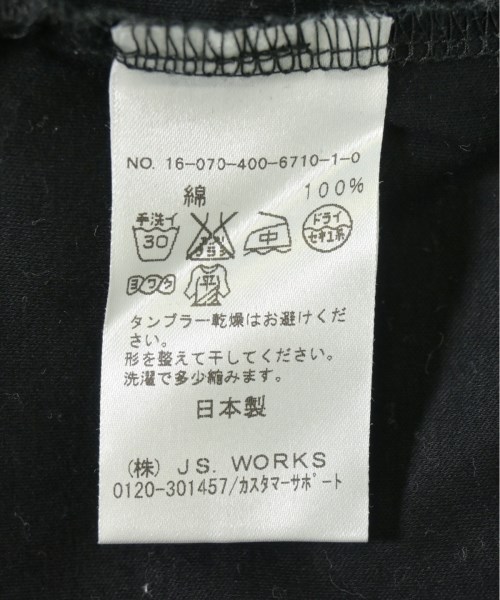 NO. 16-070-400-6710-1-0
綿 100%
手洗イ
30
中
ドライ
セキユ系
ヨワク
平
タンブラー乾燥はお避けくだ
さい。
形を整えて干してください。
洗濯で多少縮みます。
日本製
(株) JS. WORKS
0120-301457/カスタマーサポート